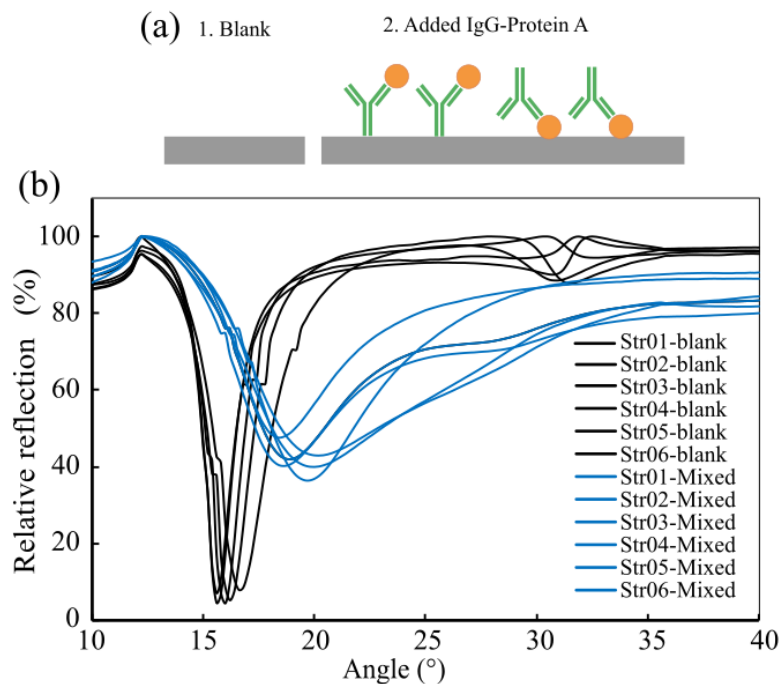 (a) 1. Blank 2. Added IgG-Protein A
(b)
100
80
60
40
20
0
Relative reflection (%)
Str01-blank
Str02-blank
Str03-blank
Str04-blank
Str05-blank
Str06-blank
Str01-Mixed
Str02-Mixed
Str03-Mixed
Str04-Mixed
Str05-Mixed
Str06-Mixed
10 15 20 25 30 35 40
Angle (°)